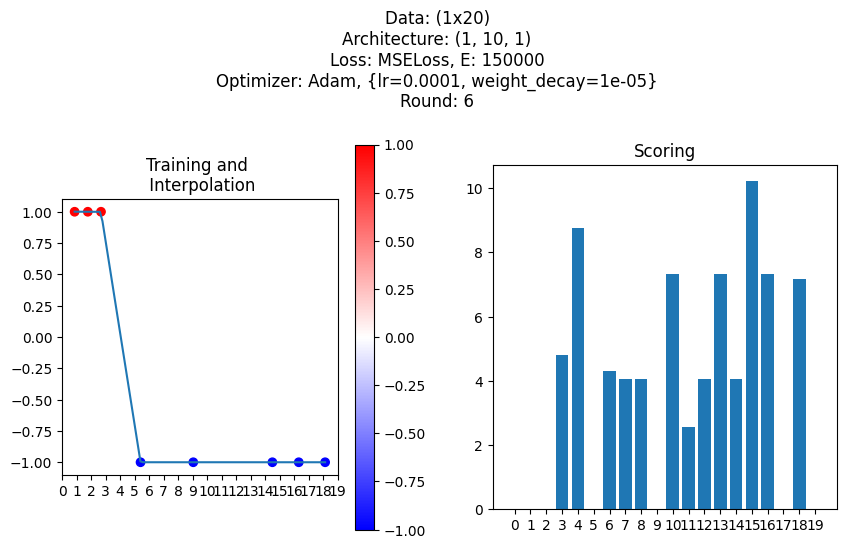 Data: (1x20)
Architecture: (1, 10, 1)
Loss: MSELoss, E: 150000
Optimizer: Adam, {lr=0.0001, weight_decay=1e-05}
Round: 6
Training and
Interpolation
1.00
0.75
0.50
0.25
0.00
−0.25
−0.50
−0.75
−1.00
0 1 2 3 4 5 6 7 8 9 10 11 12 13 14 15 16 17 18 19
1.00
0.75
0.50
0.25
0.00
−0.25
−0.50
−0.75
−1.00
Scoring
10
8
6
4
2
0
0 1 2 3 4 5 6 7 8 9 10 11 12 13 14 15 16 17 18 19